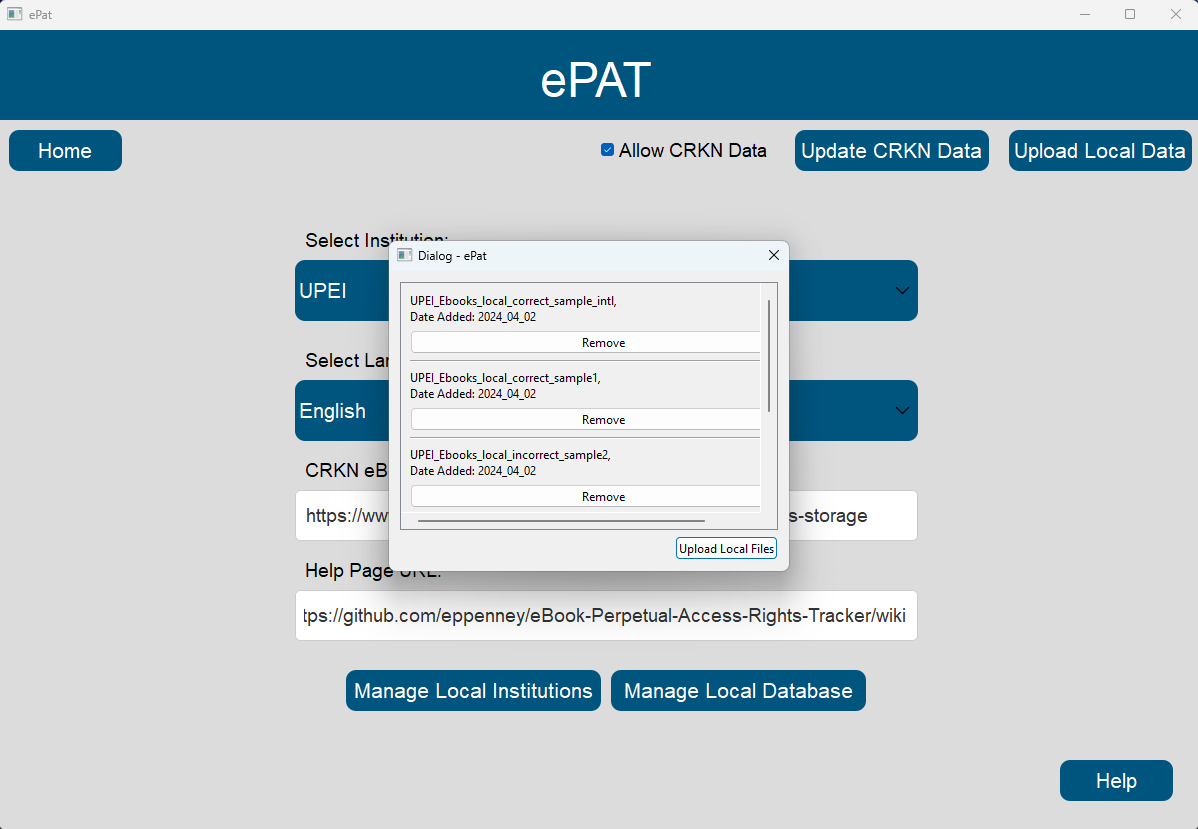 ePat
ePAT
Home
Allow CRKN Data
Update CRKN Data
Upload Local Data
Select Institution:
UPEI
Dialog - ePat
UPEI_Ebooks_local_correct_sample_intl,
Date Added: 2024_04_02
Remove
UPEI_Ebooks_local_correct_sample1,
Date Added: 2024_04_02
Remove
UPEI_Ebooks_local_incorrect_sample2,
Date Added: 2024_04_02
Remove
Upload Local Files
Select Lan
English
CRKN eB
https://ww s-storage
Help Page URL:
tps://github.com/eppenney/eBook-Perpetual-Access-Rights-Tracker/wiki
Manage Local Institutions
Manage Local Database
Help